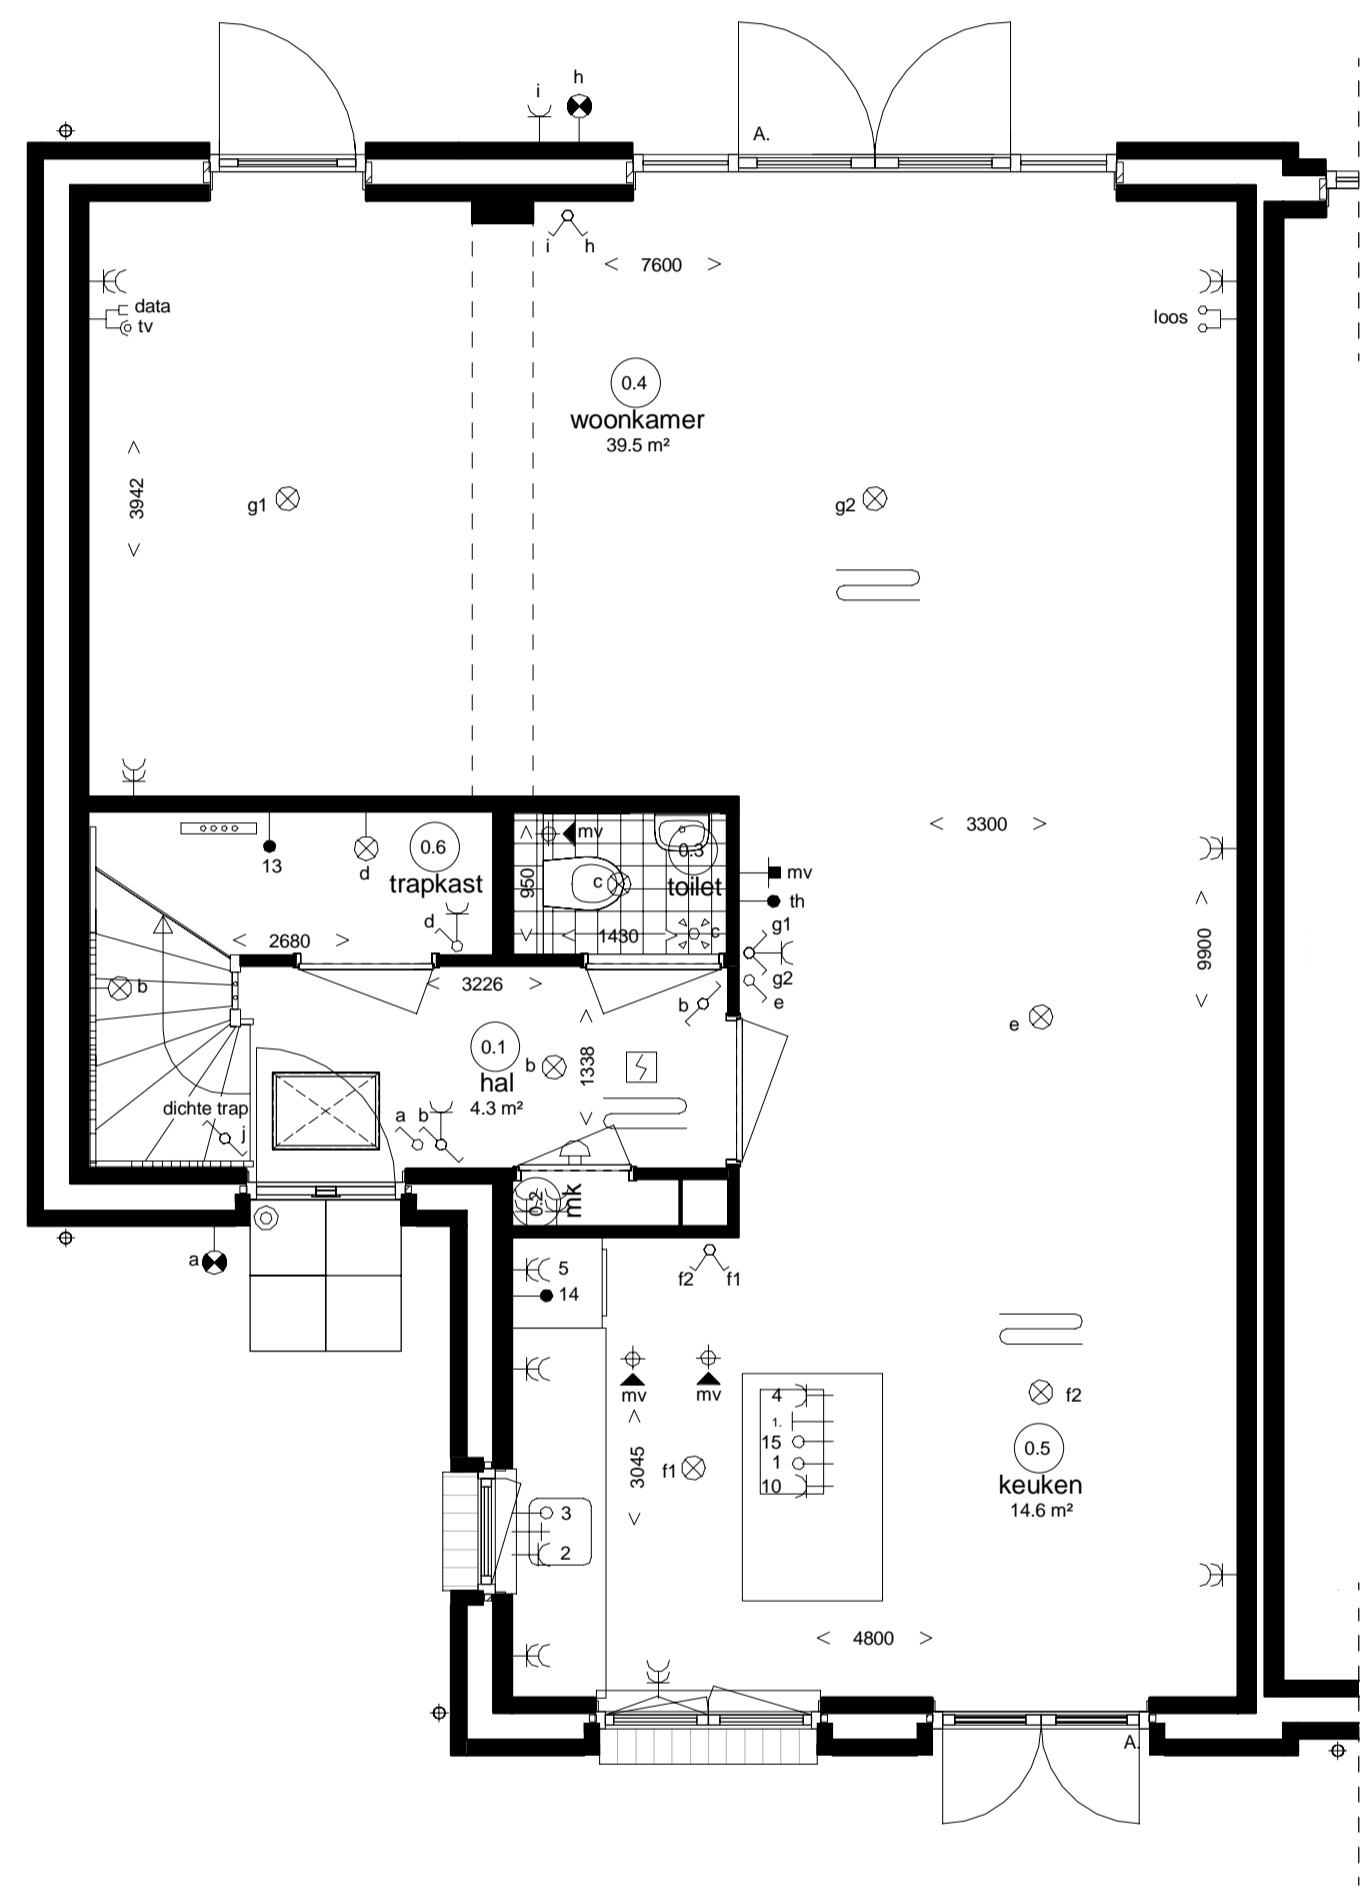 h
i
A.
i h
< 7600 >
data
tv
loos
0.4
woonkamer
39.5 m²
< 3942 >
g1
g2
< 3300 >
13
d
0.6
trapkast
d
< 2680 >
mv
0.3
toilet
c
950
< 1430 >
c
mv
th
g1
g2
e
b
< 3226 >
b
< 9900 >
e
0.1
hal
4.3 m²
b
< 1338 >
dichte trap
j
a b
0.2
mk
a
5
14
f2 f1
mv
mv
< 3045 >
f1
4
1.
15
1
10
f2
0.5
keuken
14.6 m²
3
2
< 4800 >
A.